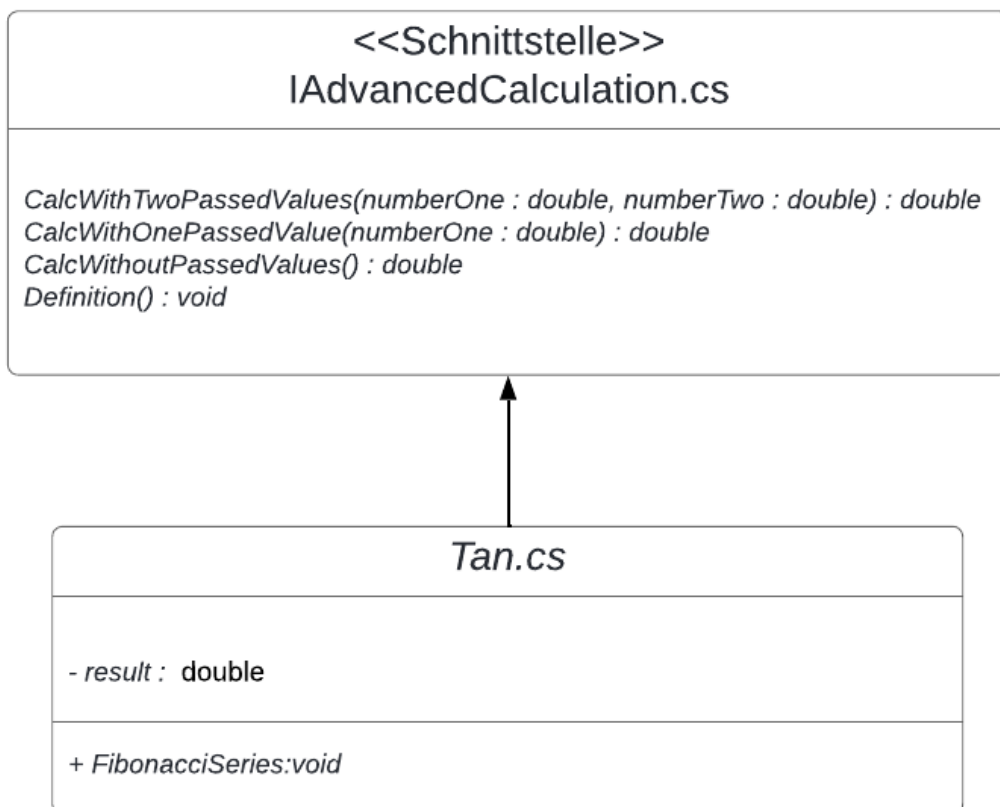 <<Schnittstelle>>
IAdvancedCalculation.cs
CalcWithTwoPassedValues(numberOne : double, numberTwo : double) : double
CalcWithOnePassedValue(numberOne : double) : double
CalcWithoutPassedValues() : double
Definition() : void
Tan.cs
- result :  double
+ FibonacciSeries:void